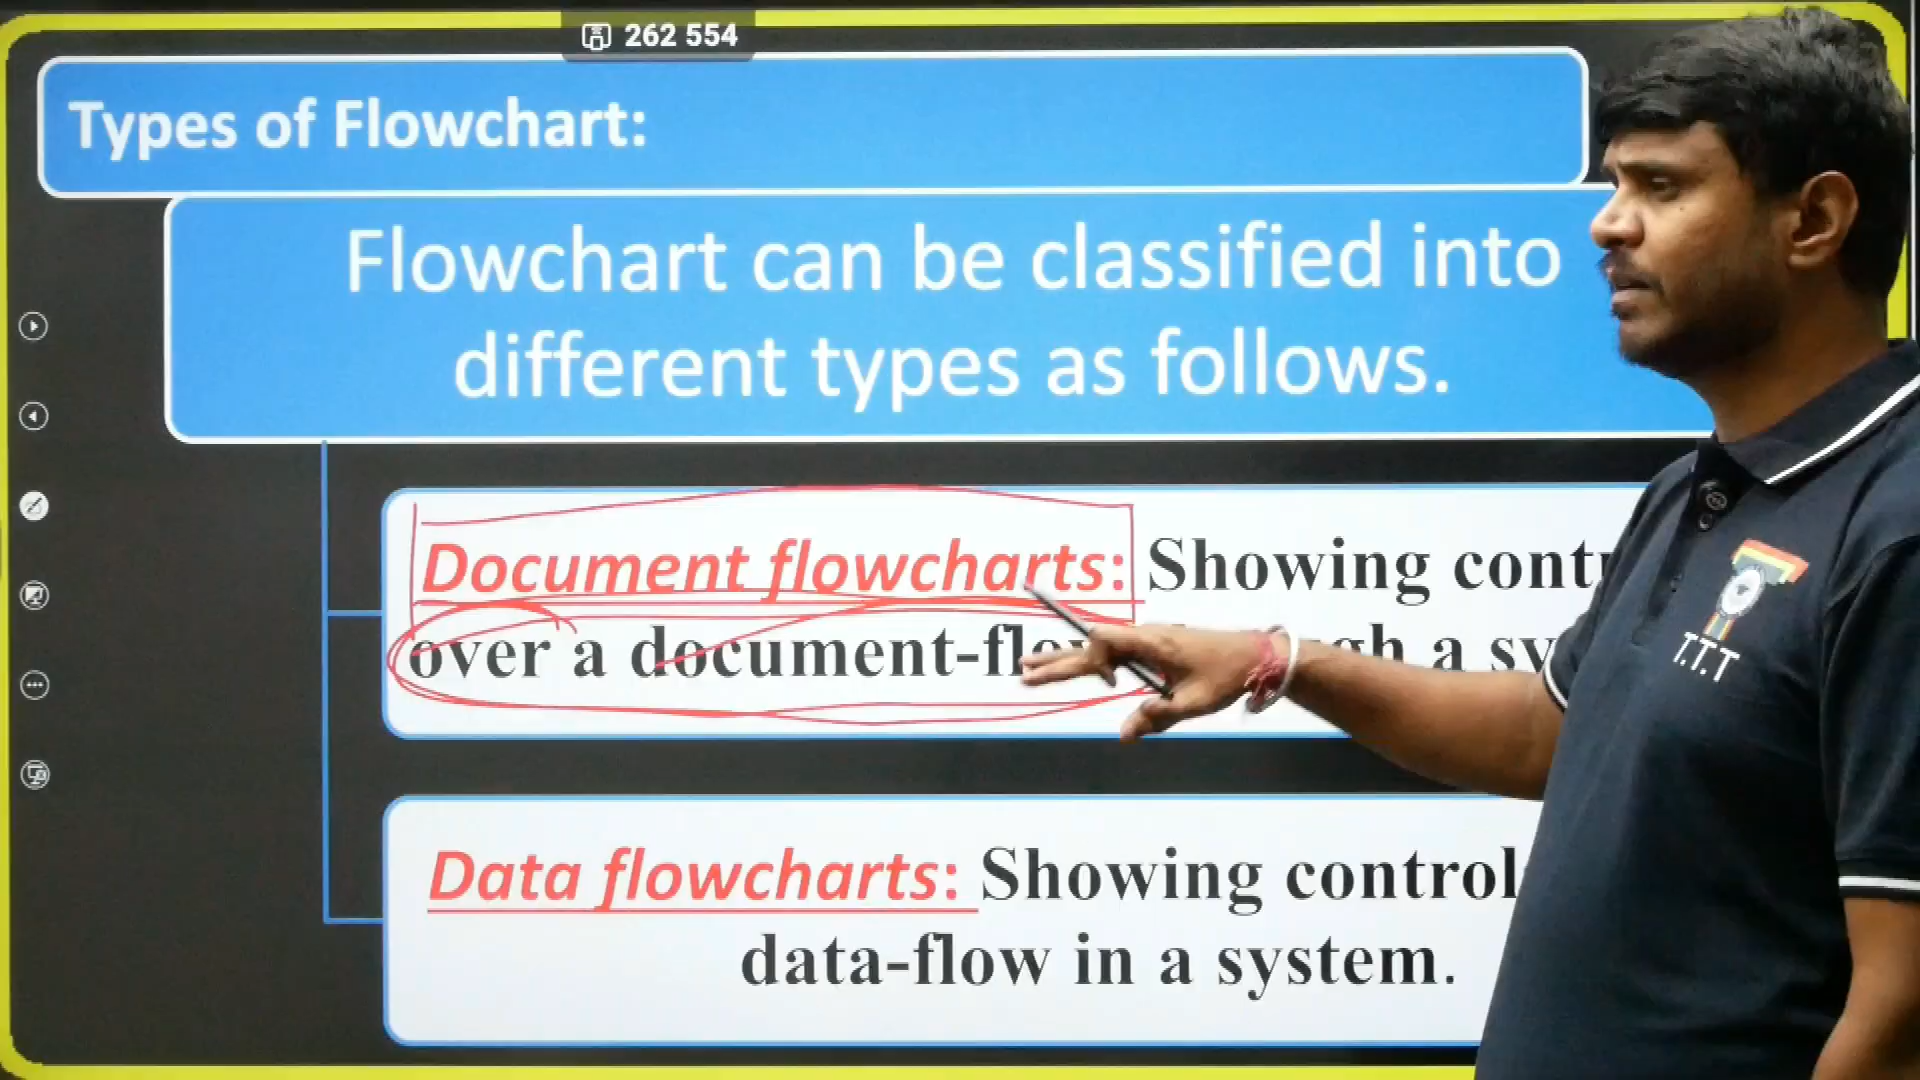 262 554
Types of Flowchart:
Flowchart can be classified into
different types as follows.
Document flowcharts: Showing
over a document- a
Data flowcharts: Showing control
data-flow in a system.
T.T.T